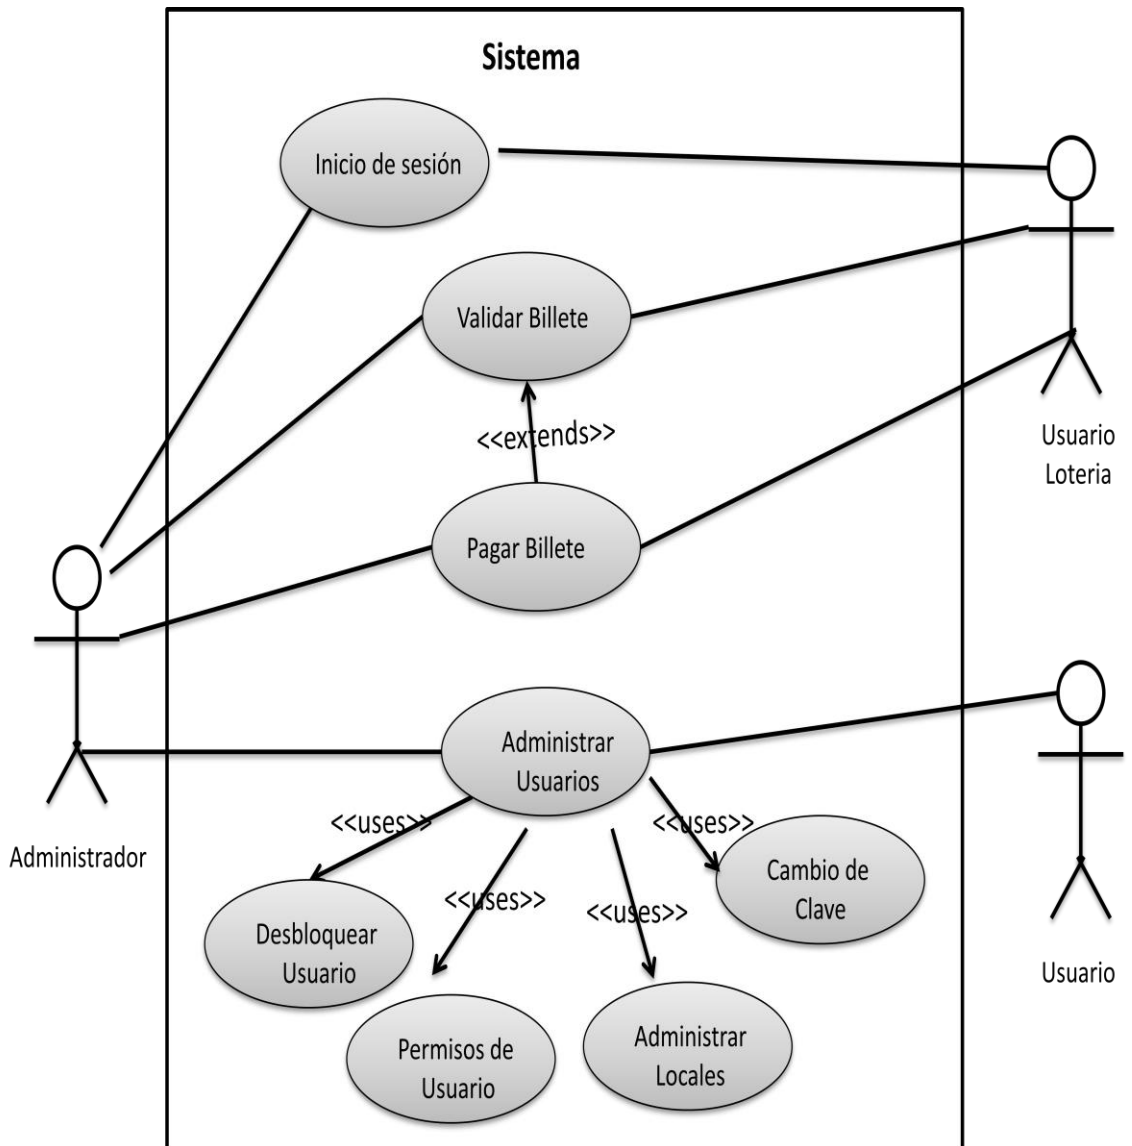 Sistema
Inicio de sesión
Validar Billete
<<extends>>
Usuario
Loteria
Pagar Billete
Administrar
Usuarios
<<uses>>
<<uses>>
Administrador
Cambio de
Clave
<<uses>>
<<uses>>
Desbloquear
Usuario
Usuario
Permisos de
Usuario
Administrar
Locales